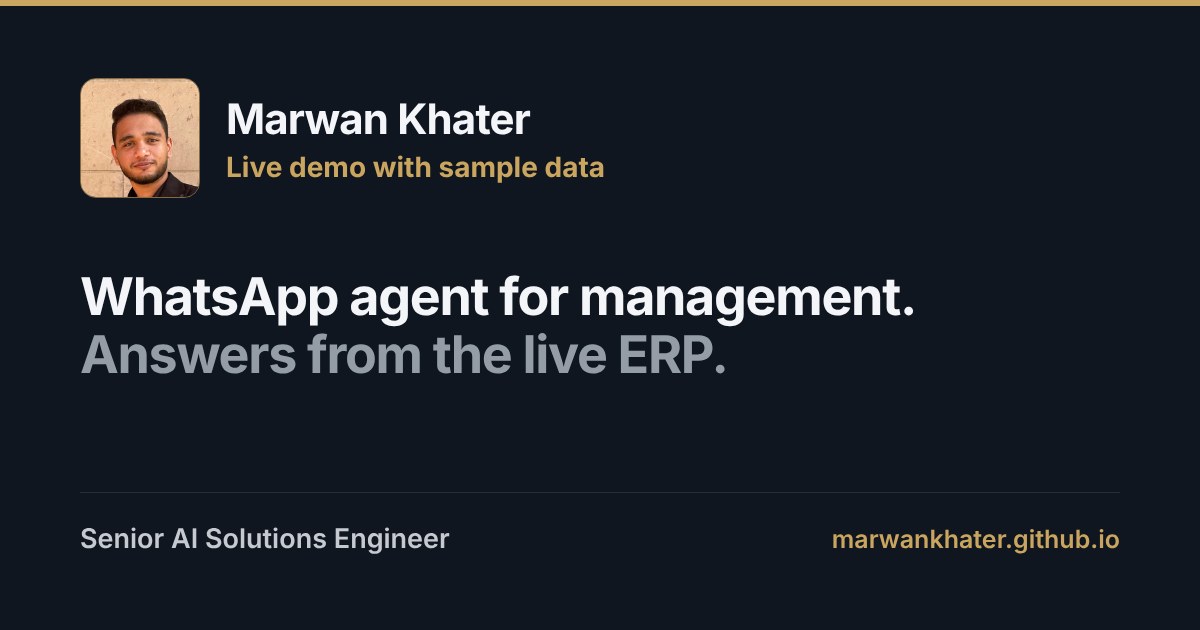 Marwan Khater
Live demo with sample data
WhatsApp agent for management.
Answers from the live ERP.
Senior AI Solutions Engineer
marwankhater.github.io